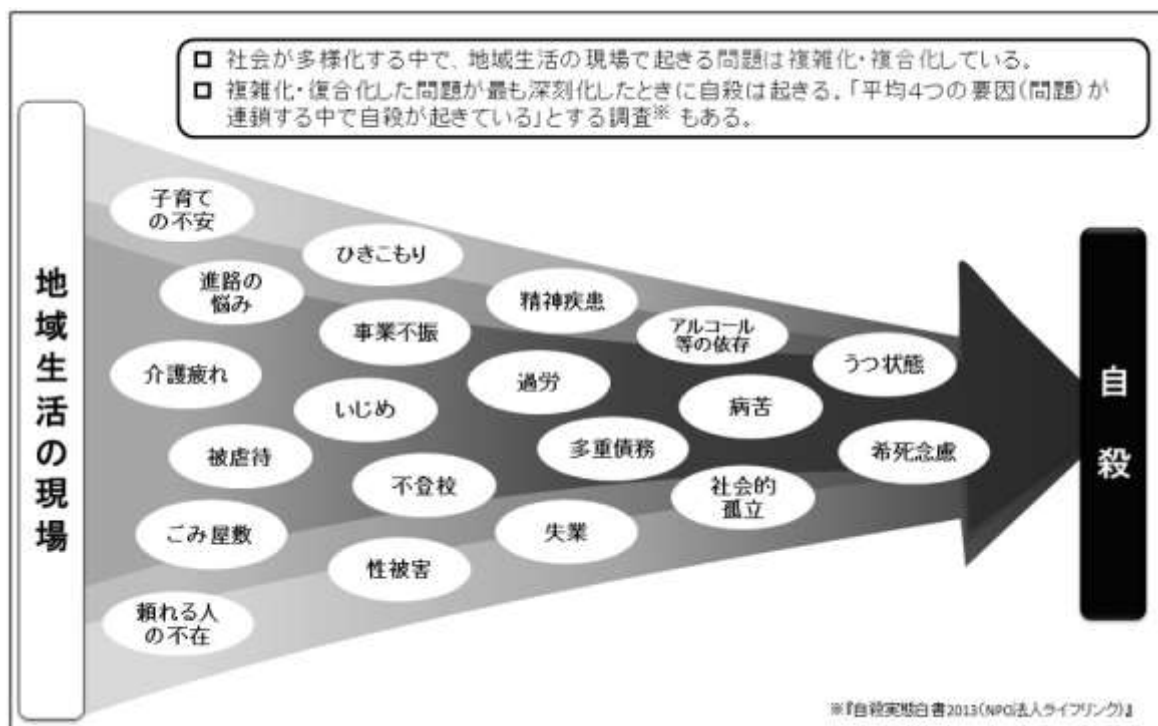 □ 社会が多様化する中で、地域生活の現場で起きる問題は複雑化・複合化している。
□ 複雑化・復合化した問題が最も深刻化したときに自殺は起きる。「平均4つの要因(問題)が
連鎖する中で自殺が起きている」とする調査※ もある。
地域生活の現場
子育て
の不安
進路の
悩み
介護疲れ
被虐待
ごみ屋敷
頼れる人
の不在
ひきこもり
事業不振
いじめ
不登校
性被害
精神疾患
過労
多重債務
失業
アルコール
等の依存
病苦
社会的
孤立
うつ状態
希死念慮
自殺
※『自殺実態白書2013(NPO法人ライフリンク)』